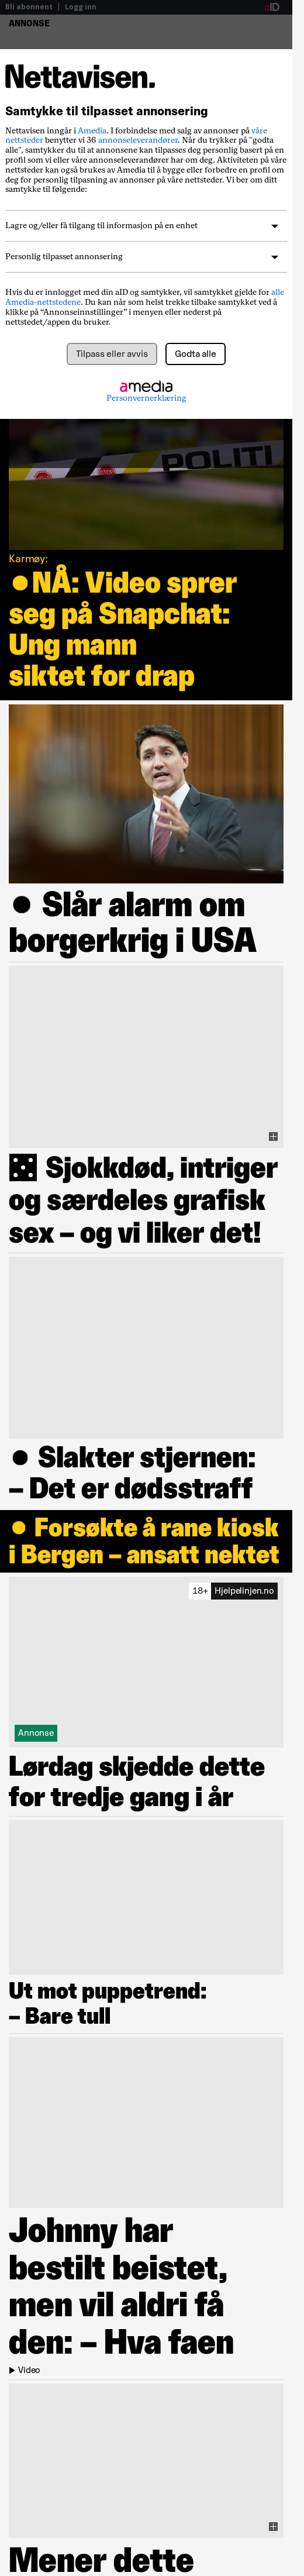 Bli abonnent | Logg inn
aID
ANNONSE
Nettavisen.
Samtykke til tilpasset annonsering
Nettavisen inngår i Amedia. I forbindelse med salg av annonser på våre
nettsteder benytter vi 36 annonseleverandører. Når du trykker på "godta
alle", samtykker du til at annonsene kan tilpasses deg personlig basert på en
profil som vi eller våre annonseleverandører har om deg. Aktiviteten på våre
nettsteder kan også brukes av Amedia til å bygge eller forbedre en profil om
deg for personlig tilpasning av annonser på våre nettsteder. Vi ber om ditt
samtykke til følgende:
Lagre og/eller få tilgang til informasjon på en enhet
Personlig tilpasset annonsering
Hvis du er innlogget med din aID og samtykker, vil samtykket gjelde for alle
Amedia-nettstedene. Du kan når som helst trekke tilbake samtykket ved å
klikke på “Annonseinnstillinger” i menyen eller nederst på
nettstedet/appen du bruker.
Tilpass eller avvis
Godta alle
amedia
Personvernerklæring
POLITI
Karmøy:
NÅ: Video sprer
seg på Snapchat:
Ung mann
siktet for drap
Slår alarm om
borgerkrig i USA
Sjokkdød, intriger
og særdeles grafisk
sex – og vi liker det!
Slakter stjernen:
– Det er dødsstraff
Forsøkte å rane kiosk
i Bergen – ansatt nektet
18+ Hjelpelinjen.no
Annonse
Lørdag skjedde dette
for tredje gang i år
Ut mot puppetrend:
– Bare tull
Johnny har
bestilt beistet,
men vil aldri få
den: – Hva faen
Video
Mener dette